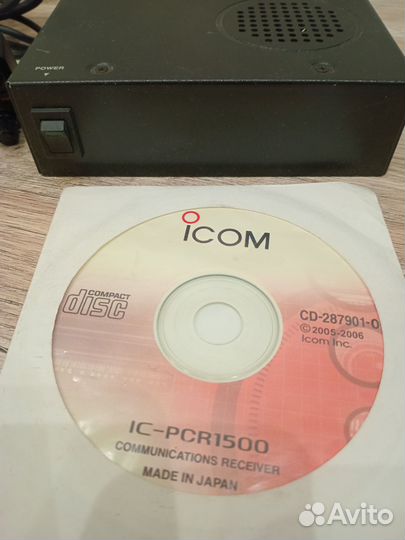 POWER
iCOM
COMPACT
disc
CD-287901-0
©2005-2006
Icom Inc.
IC-PCR1500
COMMUNICATIONS RECEIVER
MADE IN JAPAN
Avito